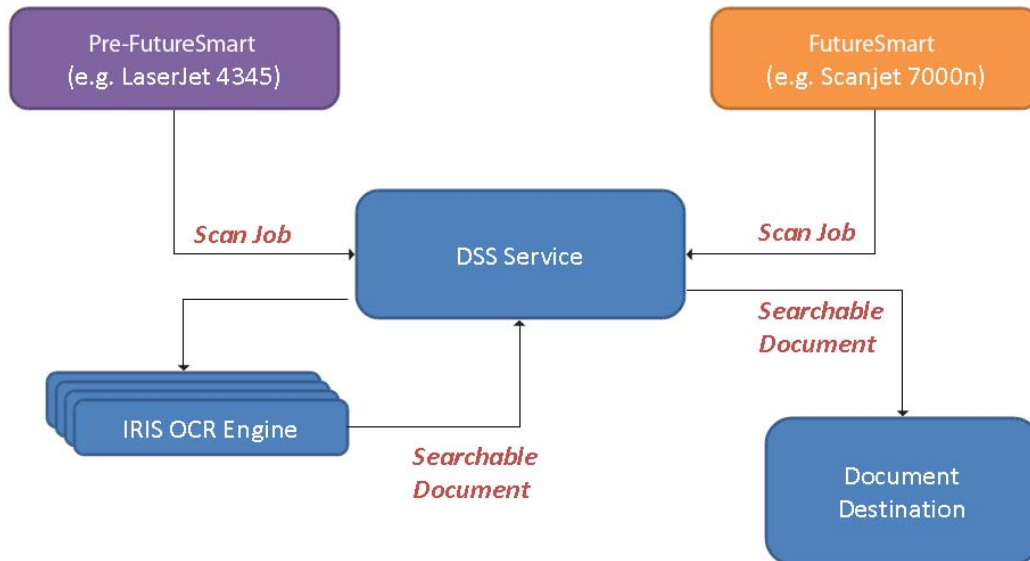 Pre-FutureSmart
(e.g. LaserJet 4345)
FutureSmart
(e.g. Scanjet 7000n)
Scan Job
DSS Service
Scan Job
Searchable
Document
IRIS OCR Engine
Searchable
Document
Document
Destination